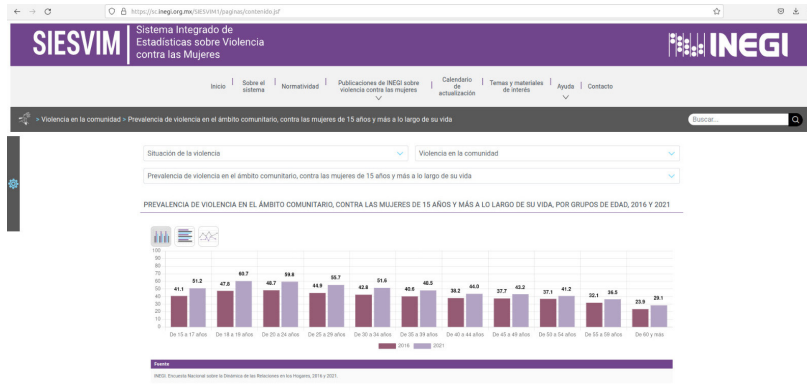 https://sc.inegi.org.mx/SIESVIM1/paginas/contenido.jsf
SIESVIM
Sistema Integrado de
Estadísticas sobre Violencia
contra las Mujeres
INEGI
Inicio
Sobre el
sistema
Normatividad
Publicaciones de INEGI sobre
violencia contra las mujeres
Calendario
de
actualización
Temas y materiales
de interés
Ayuda
Contacto
> Violencia en la comunidad > Prevalencia de violencia en el ámbito comunitario, contra las mujeres de 15 años y más a lo largo de su vida
Buscar...
Situación de la violencia
Violencia en la comunidad
Prevalencia de violencia en el ámbito comunitario, contra las mujeres de 15 años y más a lo largo de su vida
PREVALENCIA DE VIOLENCIA EN EL ÁMBITO COMUNITARIO, CONTRA LAS MUJERES DE 15 AÑOS Y MÁS A LO LARGO DE SU VIDA, POR GRUPOS DE EDAD, 2016 Y 2021
100
90
80
70
60
50
40
30
20
10
0
41.1 51.2 47.6 60.7 48.7 59.8 44.9 55.7 42.8 51.6 40.6 48.5 38.2 44.0 37.7 43.2 37.1 41.2 32.1 36.5 23.9 29.1
De 15 a 17 años De 18 a 19 años De 20 a 24 años De 25 a 29 años De 30 a 34 años De 35 a 39 años De 40 a 44 años De 45 a 49 años De 50 a 54 años De 55 a 59 años De 60 y más
2016 2021
Fuente
INEGI. Encuesta Nacional sobre la Dinámica de las Relaciones en los Hogares, 2016 y 2021.